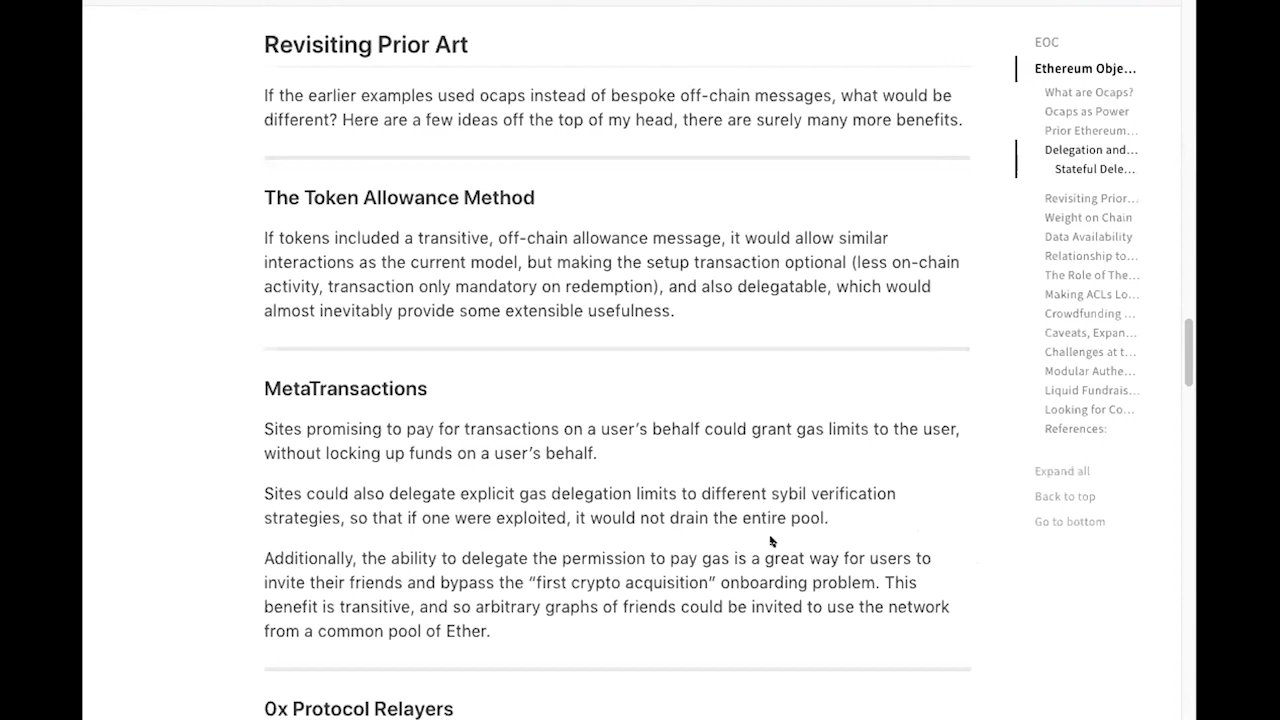 Revisiting Prior Art
If the earlier examples used ocaps instead of bespoke off-chain messages, what would be
different? Here are a few ideas off the top of my head, there are surely many more benefits.
The Token Allowance Method
If tokens included a transitive, off-chain allowance message, it would allow similar
interactions as the current model, but making the setup transaction optional (less on-chain
activity, transaction only mandatory on redemption), and also delegatable, which would
almost inevitably provide some extensible usefulness.
MetaTransactions
Sites promising to pay for transactions on a user’s behalf could grant gas limits to the user,
without locking up funds on a user’s behalf.
Sites could also delegate explicit gas delegation limits to different sybil verification
strategies, so that if one were exploited, it would not drain the entire pool.
Additionally, the ability to delegate the permission to pay gas is a great way for users to
invite their friends and bypass the “first crypto acquisition” onboarding problem. This
benefit is transitive, and so arbitrary graphs of friends could be invited to use the network
from a common pool of Ether.
0x Protocol Relayers
EOC
Ethereum Obje…
What are Ocaps?
Ocaps as Power
Prior Ethereum…
Delegation and…
Stateful Dele…
Revisiting Prior…
Weight on Chain
Data Availability
Relationship to…
The Role of The…
Making ACLs Lo…
Crowdfunding …
Caveats, Expan…
Challenges at t…
Modular Authe…
Liquid Fundrais…
Looking for Co…
References:
Expand all
Back to top
Go to bottom